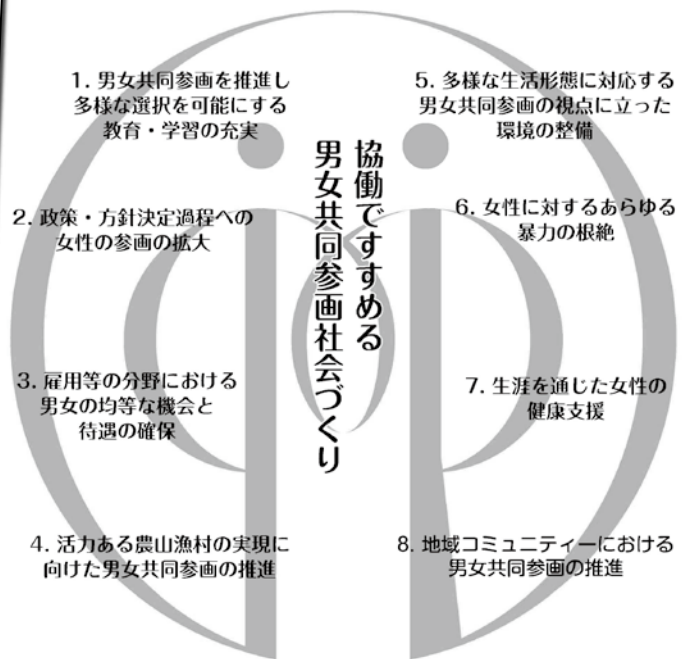 協働ですすめる
男女共同参画社会づくり
1. 男女共同参画を推進し
多様な選択を可能にする
教育・学習の充実
2. 政策・方針決定過程への
女性の参画の拡大
3. 雇用等の分野における
男女の均等な機会と
待遇の確保
4. 活力ある農山漁村の実現に
向けた男女共同参画の推進
5. 多様な生活形態に対応する
男女共同参画の視点に立った
環境の整備
6. 女性に対するあらゆる
暴力の根絶
7. 生涯を通じた女性の
健康支援
8. 地域コミュニティーにおける
男女共同参画の推進